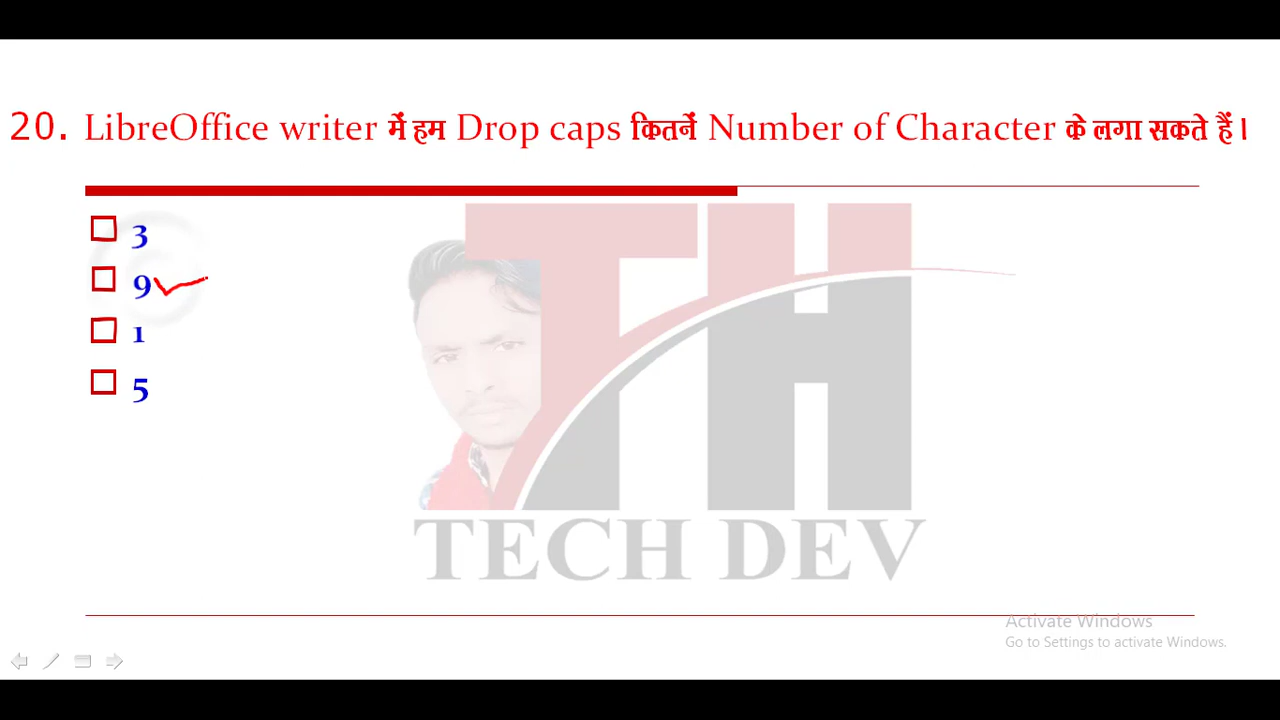 20. LibreOffice writer में हम Drop caps कितनें Number of Character के लगा सकते हैं।
3
9
1
5
TH
TECH DEV
Activate Windows
Go to Settings to activate Windows.